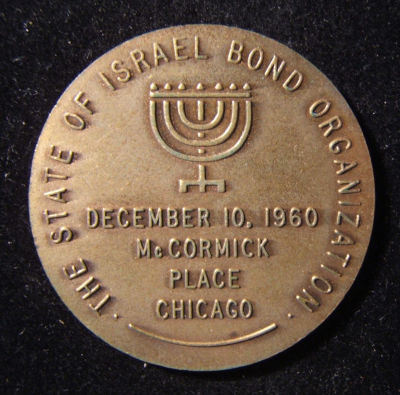 · THE STATE OF ISRAEL BOND ORGANIZATION ·
DECEMBER 10, 1960
McCORMICK
PLACE
CHICAGO